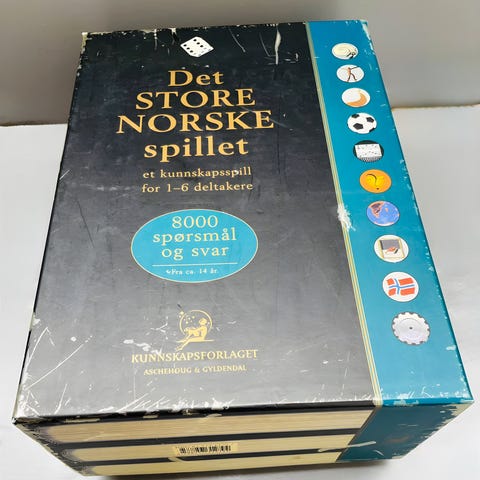 Det
STORE
NORSKE
spillet
et kunnskapsspill
for 1–6 deltakere
8000
spørsmål
og svar
Fra ca. 14 år.
KUNNSKAPSFORLAGET
ASCHEHOUG & GYLDENDAL